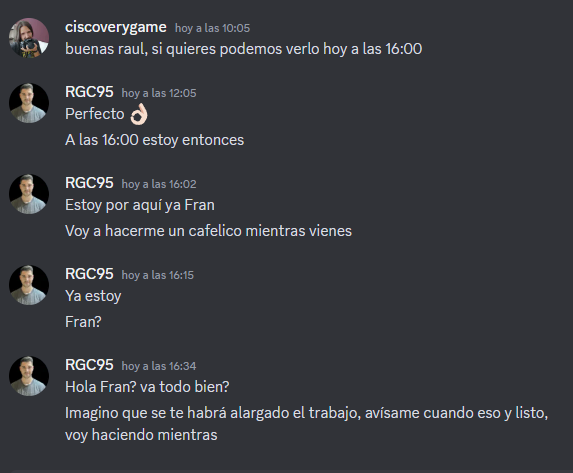 ciscoverygame hoy a las 10:05
buenas raul, si quieres podemos verlo hoy a las 16:00
RGC95 hoy a las 12:05
Perfecto 👌🏻
A las 16:00 estoy entonces
RGC95 hoy a las 16:02
Estoy por aquí ya Fran
Voy a hacerme un cafelico mientras vienes
RGC95 hoy a las 16:15
Ya estoy
Fran?
RGC95 hoy a las 16:34
Hola Fran? va todo bien?
Imagino que se te habrá alargado el trabajo, avísame cuando eso y listo,
voy haciendo mientras